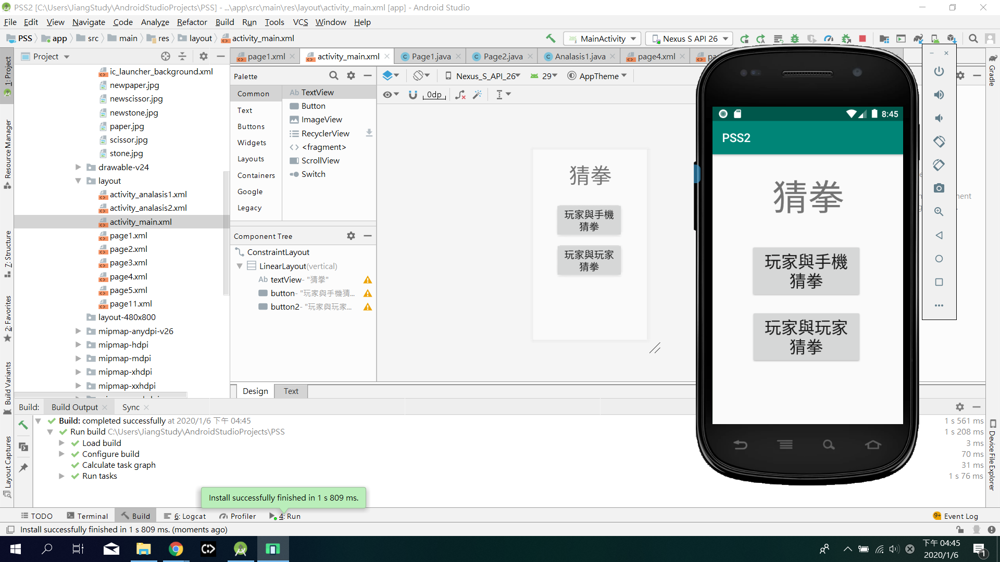 PSS2 [C:\Users\JiangStudy\AndroidStudioProjects\PSS] - ...\app\src\main\res\layout\activity_main.xml [app] - Android Studio
File Edit View Navigate Code Analyze Refactor Build Run Tools VCS Window Help
PSS app src main res layout activity_main.xml
MainActivity
Nexus S API 26
Project
page1.xml
activity_main.xml
Page1.java
Page2.java
Analasis1.java
page4.xml
1: Project
Resource Manager
7: Structure
2: Favorites
Build Variants
Layout Captures
Gradle
Device File Explorer
ic_launcher_background.xml
newpaper.jpg
newscissor.jpg
newstone.jpg
paper.jpg
scissor.jpg
stone.jpg
drawable-v24
layout
activity_analasis1.xml
activity_analasis2.xml
activity_main.xml
page1.xml
page2.xml
page3.xml
page4.xml
page5.xml
page11.xml
layout-480x800
mipmap-anydpi-v26
mipmap-hdpi
mipmap-mdpi
mipmap-xhdpi
mipmap-xxhdpi
Palette
Common
Text
Buttons
Widgets
Layouts
Containers
Google
Legacy
Ab TextView
Button
ImageView
RecyclerView
<fragment>
ScrollView
Switch
Component Tree
ConstraintLayout
LinearLayout(vertical)
Ab textView- "猜拳"
button- "玩家與手機猜...
button2- "玩家與玩家...
Nexus_S_API_26
29
AppTheme
0dp
猜拳
玩家與手機
猜拳
玩家與玩家
猜拳
Design Text
8:45
PSS2
猜拳
玩家與手機
猜拳
玩家與玩家
猜拳
Build: Build Output Sync
Build: completed successfully at 2020/1/6 下午 04:45
1 s 561 ms
Run build C:\Users\JiangStudy\AndroidStudioProjects\PSS
1 s 208 ms
Load build
3 ms
Configure build
70 ms
Calculate task graph
31 ms
Run tasks
1 s 76 ms
Install successfully finished in 1 s 809 ms.
TODO Terminal Build 6: Logcat Profiler 4: Run
9+ Event Log
Install successfully finished in 1 s 809 ms. (moments ago)
下午 04:45
2020/1/6
1